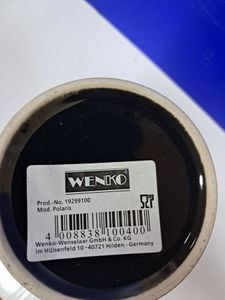 WENKO
Prod.-No. 19299100
Mod. Polaris
4 008838 100400
Wenko-Wenselaar GmbH & Co. KG
Im Hülsenfeld 10 - 40721 Hilden - Germany